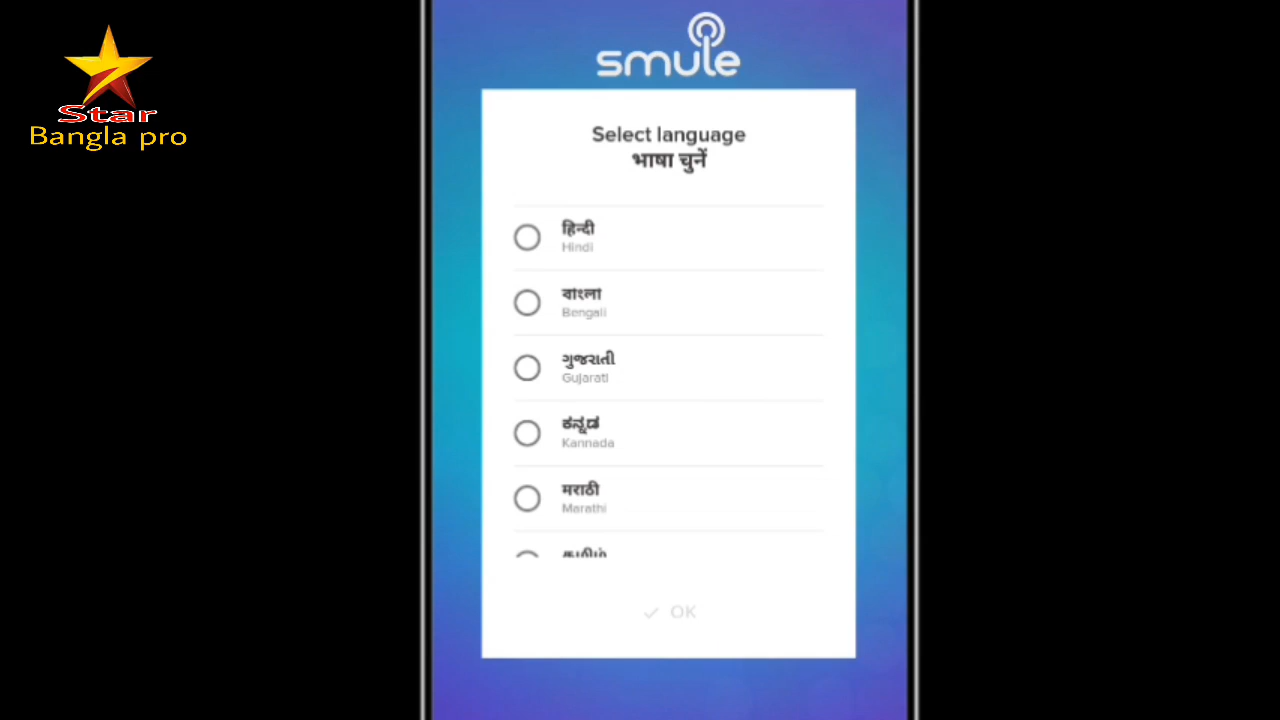 Star
Bangla pro
smule
Select language
भाषा चुनें
हिन्दी
Hindi
বাংলা
Bengali
ગુજરાતી
Gujarati
ಕನ್ನಡ
Kannada
मराठी
Marathi
OK